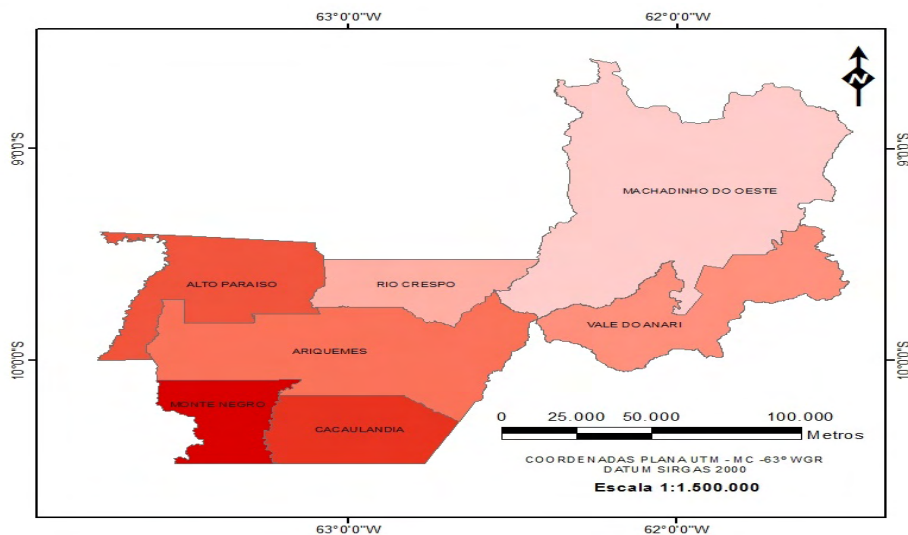 63°0'0"W 62°0'0"W
N
9°0'S 9°0'S
MACHADINHO DO OESTE
ALTO PARAISO
RIO CRESPO
VALE DO ANARI
ARIQUEMES
10°0'0"S 10°0'0"S
MONTE NEGRO
CACAULANDIA
0 25.000 50.000 100.000
Metros
COORDENADAS PLANA UTM - MC -63º WGR
DATUM SIRGAS 2000
Escala 1:1.500.000
63°0'0"W 62°0'0"W